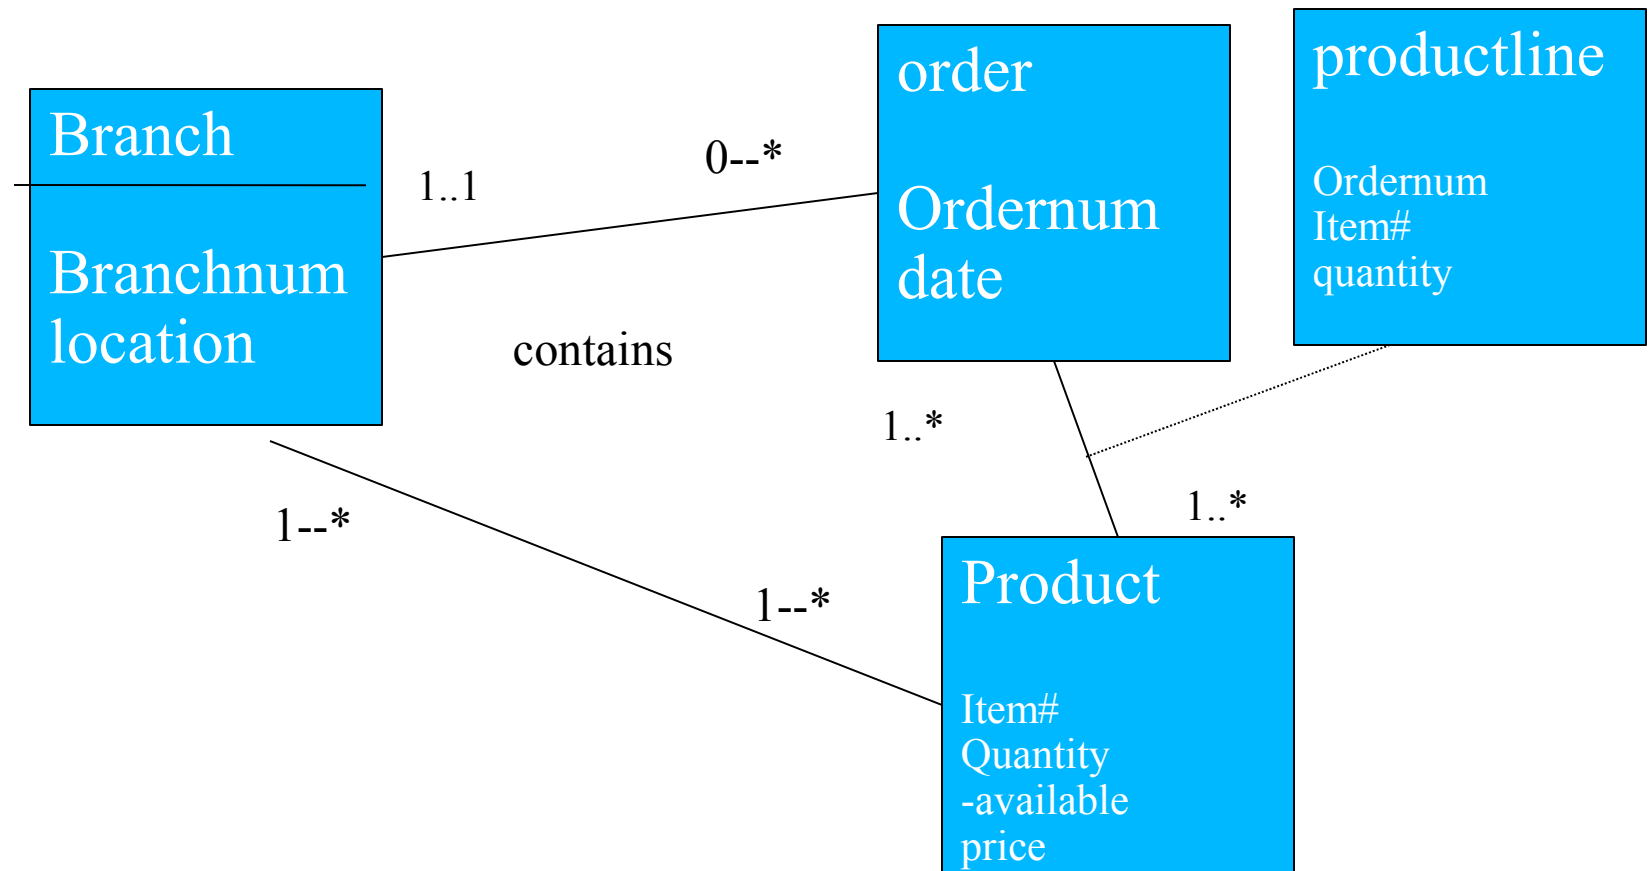 Branch
Branchnum
location
1..1
0--*
contains
order
Ordernum
date
productline
Ordernum
Item#
quantity
1..*
1..*
1--*
1--*
Product
Item#
Quantity
-available
price